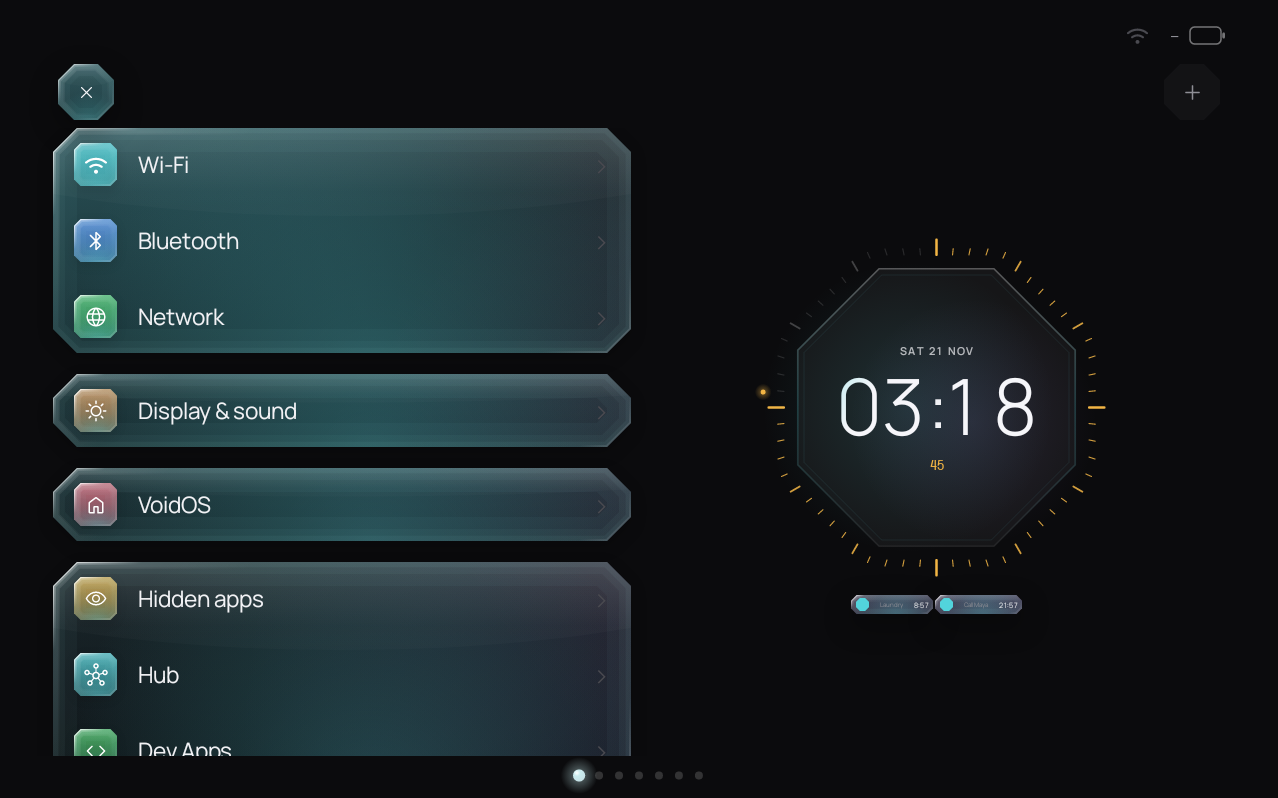 Wi-Fi
Bluetooth
Network
Display & sound
VoidOS
Hidden apps
Hub
Dev Apps
SAT 21 NOV
03:18
45
Laundry 8:57
21:57